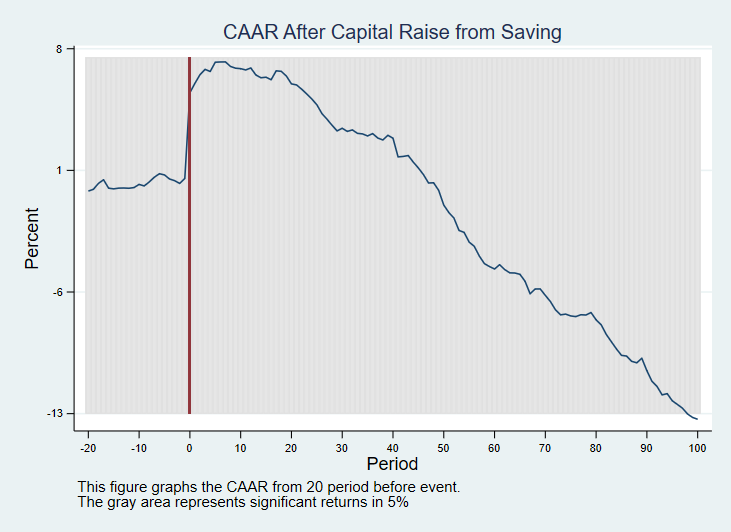 CAAR After Capital Raise from Saving
8
1
-6
-13
Percent
-20 -10 0 10 20 30 40 50 60 70 80 90 100
Period
This figure graphs the CAAR from 20 period before event.
The gray area represents significant returns in 5%